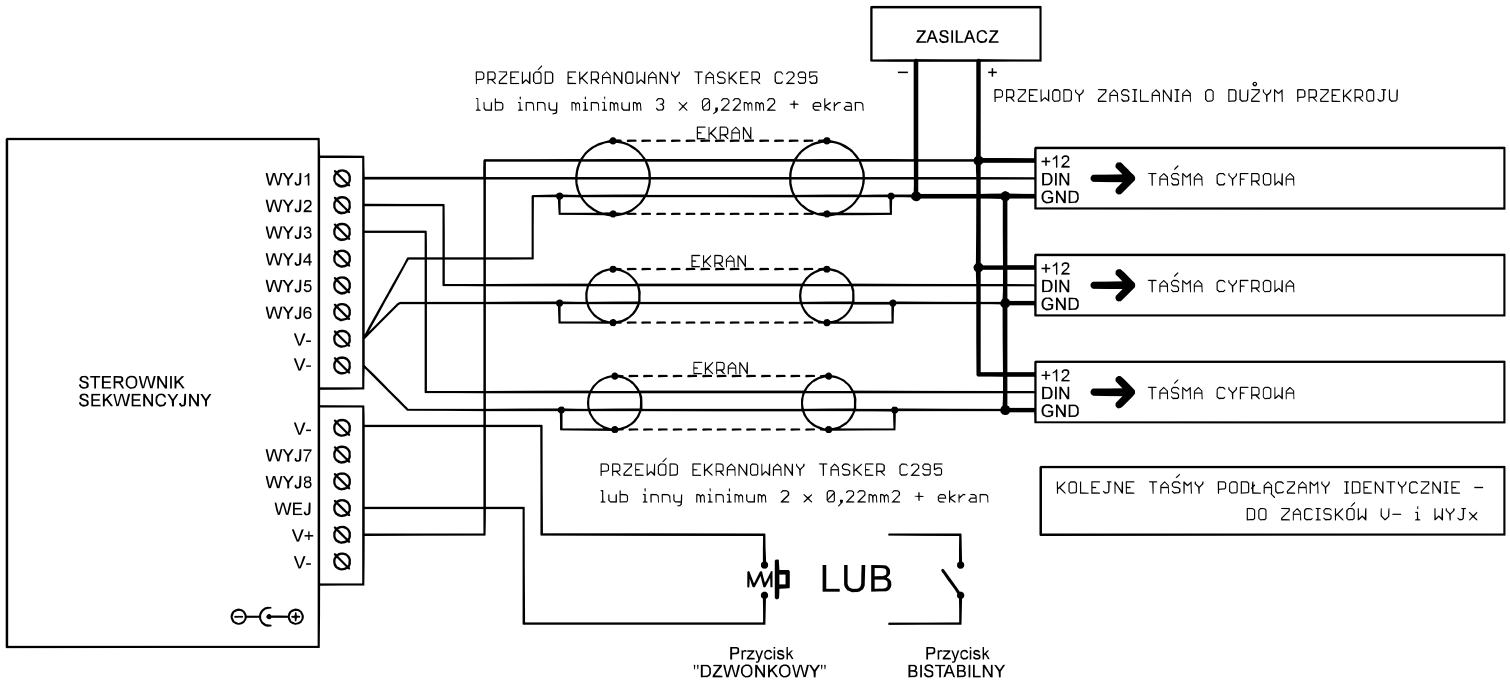 ZASILACZ
−
+
PRZEWÓD EKRANOWANY TASKER C295
lub inny minimum 3 x 0,22mm2 + ekran
PRZEWODY ZASILANIA O DUŻYM PRZEKROJU
EKRAN
WYJ1
WYJ2
WYJ3
WYJ4
WYJ5
WYJ6
V-
V-
+12
DIN
GND
TAŚMA CYFROWA
EKRAN
+12
DIN
GND
TAŚMA CYFROWA
EKRAN
+12
DIN
GND
TAŚMA CYFROWA
STEROWNIK
SEKWENCYJNY
V-
WYJ7
WYJ8
WEJ
V+
V-
PRZEWÓD EKRANOWANY TASKER C295
lub inny minimum 2 x 0,22mm2 + ekran
KOLEJNE TAŚMY PODŁĄCZAMY IDENTYCZNIE −
DO ZACISKÓW V− i WYJx
LUB
Przycisk
"DZWONKOWY"
Przycisk
BISTABILNY